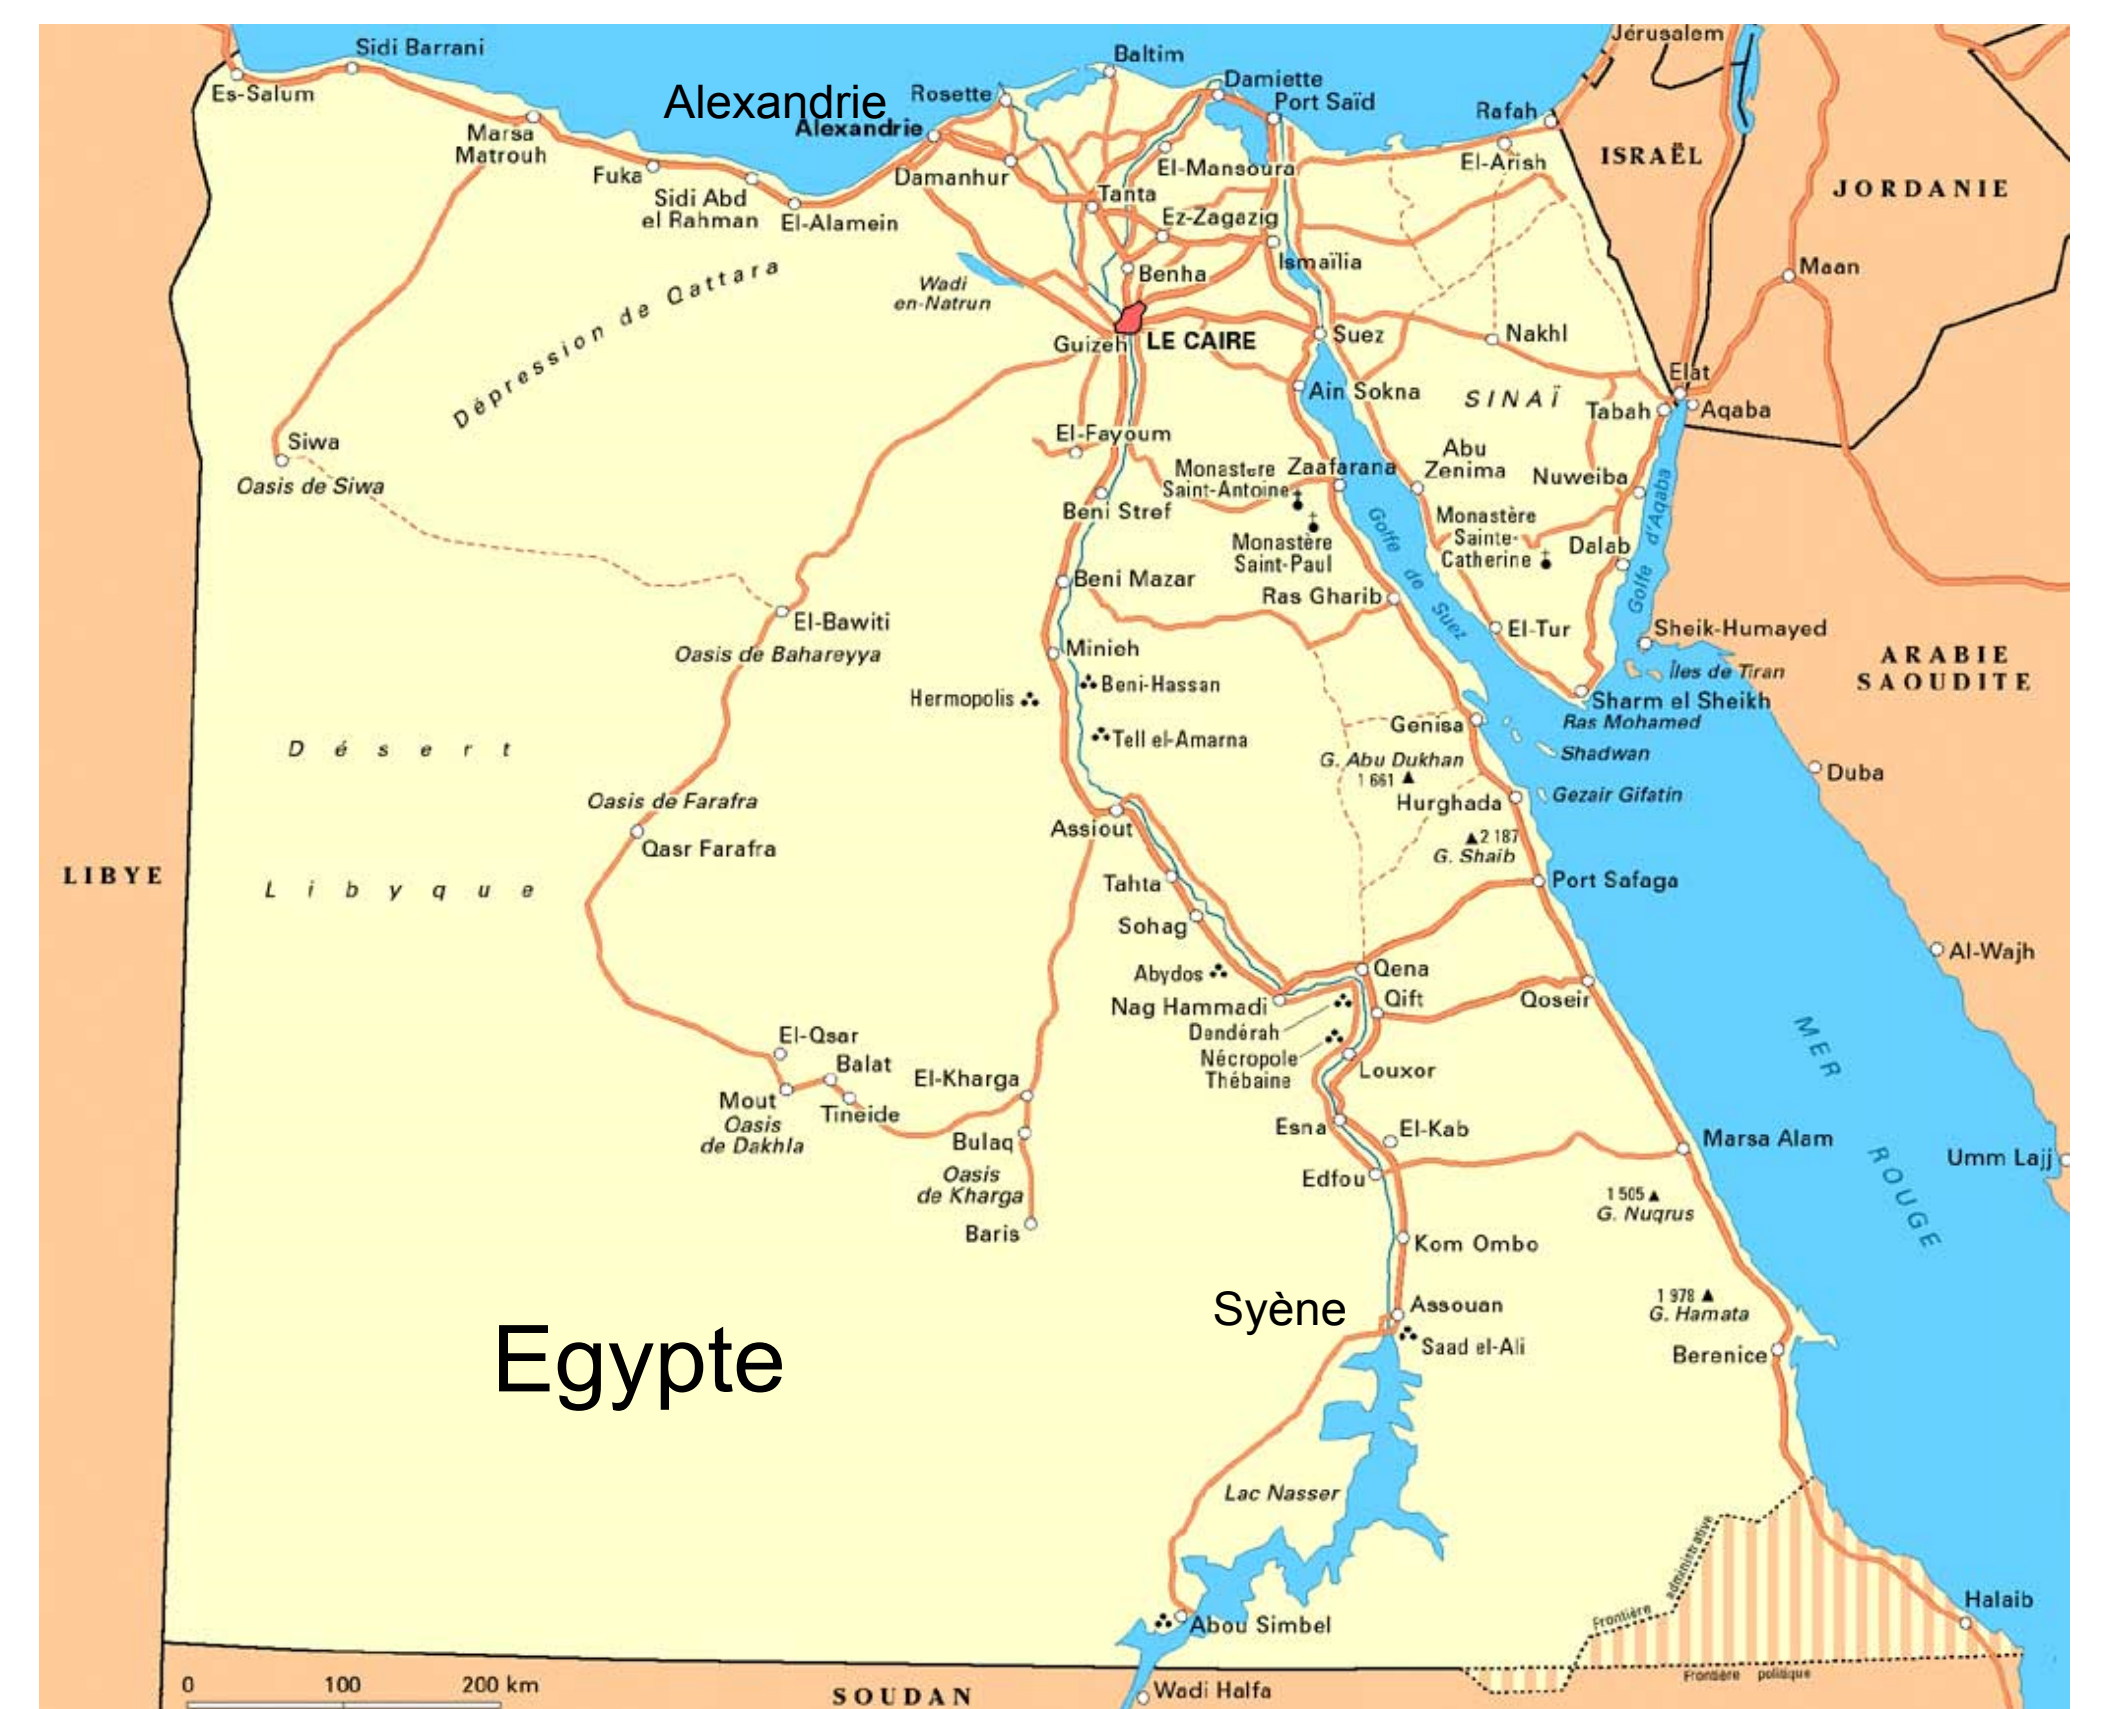 Jérusalem
Sidi Barrani
Baltim
Es-Salum
Alexandrie
Rosette
Damiette
Port Saïd
Alexandrie
Rafah
Marsa
Matrouh
Fuka
Sidi Abd
el Rahman
El-Alamein
Damanhur
El-Mansoura
El-Arish
ISRAËL
JORDANIE
Tanta
Ez-Zagazig
Ismaïlia
Benha
Maan
Dépression de Qattara
Wadi
en-Natrun
Guizeh
LE CAIRE
Suez
Nakhl
Elat
Ain Sokna
SINAÏ
Tabah
Aqaba
Siwa
Oasis de Siwa
El-Fayoum
Monastere
Saint-Antoine
Zaafarana
Abu
Zenima
Nuweiba
Beni Stref
Golfe de Suez
Monastère
Sainte-
Catherine
Dalab
Golfe d'Aqaba
Monastère
Saint-Paul
Beni Mazar
Ras Gharib
El-Bawiti
Oasis de Bahareyya
El-Tur
Sheik-Humayed
Minieh
ARABIE
SAOUDITE
Îles de Tiran
Hermopolis
Beni-Hassan
Sharm el Sheikh
Ras Mohamed
Tell el-Amarna
Genisa
Shadwan
Désert
G. Abu Dukhan
1 661
Duba
Oasis de Farafra
Hurghada
Gezair Gifatin
Qasr Farafra
Assiout
2 187
G. Shaib
LIBYE
Libyque
Tahta
Port Safaga
Sohag
Al-Wajh
Abydos
Qena
Nag Hammadi
Qift
Qoseir
Dendérah
MER
ROUGE
Nécropole
Thébaine
Louxor
El-Qsar
Balat
El-Kharga
Mout
Tineide
Oasis
de Dakhla
Bulaq
Esna
El-Kab
Marsa Alam
Umm Lajj
Oasis
de Kharga
Edfou
1 505
G. Nuqrus
Baris
Kom Ombo
Syène
Assouan
1 978
G. Hamata
Egypte
Saad el-Ali
Berenice
Lac Nasser
Frontière administrative
Halaib
Abou Simbel
Frontière politique
0 100 200 km
SOUDAN
Wadi Halfa